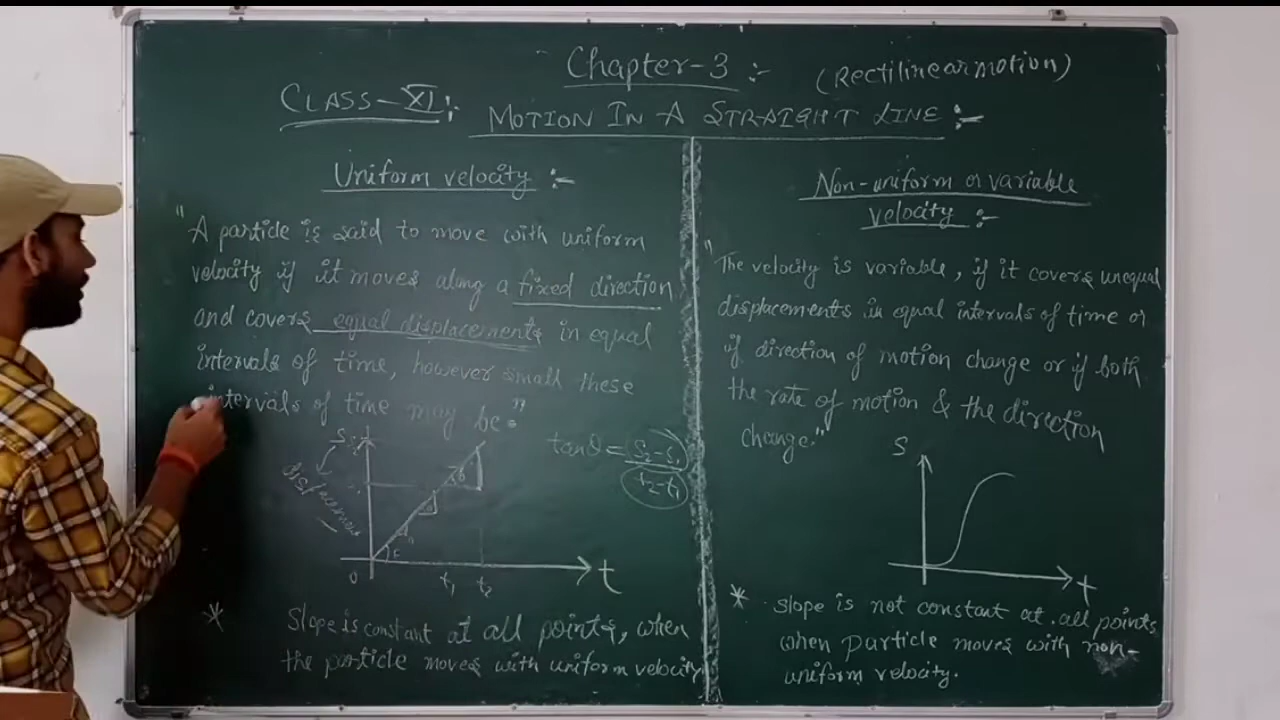 Chapter-3 :-
(Rectilinear motion)
CLASS-XI :
MOTION IN A STRAIGHT LINE :-
Uniform velocity :-
"A particle is said to move with uniform
velocity if it moves along a fixed direction
and covers equal displacements in equal
intervals of time, however small these
intervals of time may be."
tanθ = S2-S1
t2-t1
S
displacement
θ
0
t1 t2
t
* Slope is constant at all points, when
the particle moves with uniform velocity
Non-uniform or variable
velocity :-
"The velocity is variable, if it covers unequal
displacements in equal intervals of time or
if direction of motion change or if both
the rate of motion & the direction
change."
S
t
* Slope is not constant at all points
when particle moves with non-
uniform velocity.